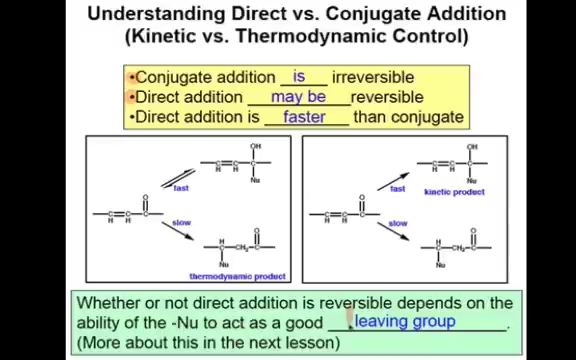 Understanding Direct vs. Conjugate Addition
(Kinetic vs. Thermodynamic Control)
•Conjugate addition is irreversible
•Direct addition may be reversible
•Direct addition is faster than conjugate
OH
C=C-C
H H
Nu
fast
O
C=C-C
H H
slow
O
C-CH2-C
H
Nu
thermodynamic product
OH
C=C-C
H H
Nu
fast
kinetic product
O
C=C-C
H H
slow
O
C-CH2-C
H
Nu
Whether or not direct addition is reversible depends on the
ability of the -Nu to act as a good leaving group.
(More about this in the next lesson)